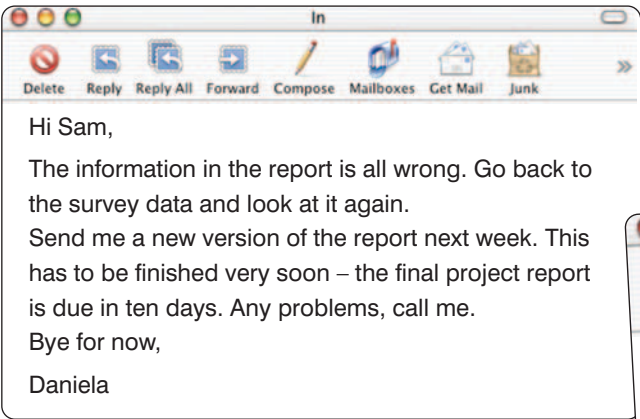 In
Delete Reply Reply All Forward Compose Mailboxes Get Mail Junk
Hi Sam,
The information in the report is all wrong. Go back to
the survey data and look at it again.
Send me a new version of the report next week. This
has to be finished very soon – the final project report
is due in ten days. Any problems, call me.
Bye for now,
Daniela